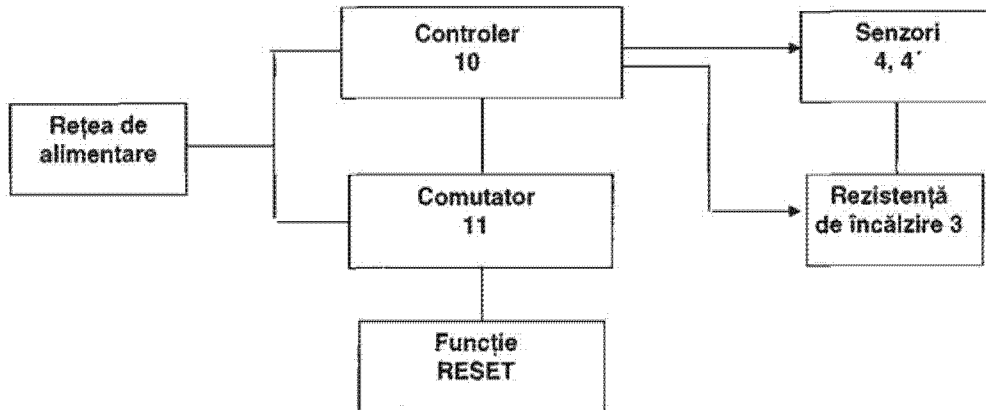 Controler
10
Senzori
4, 4´
Rețea de
alimentare
Comutator
11
Rezistență
de încălzire 3
Funcție
RESET